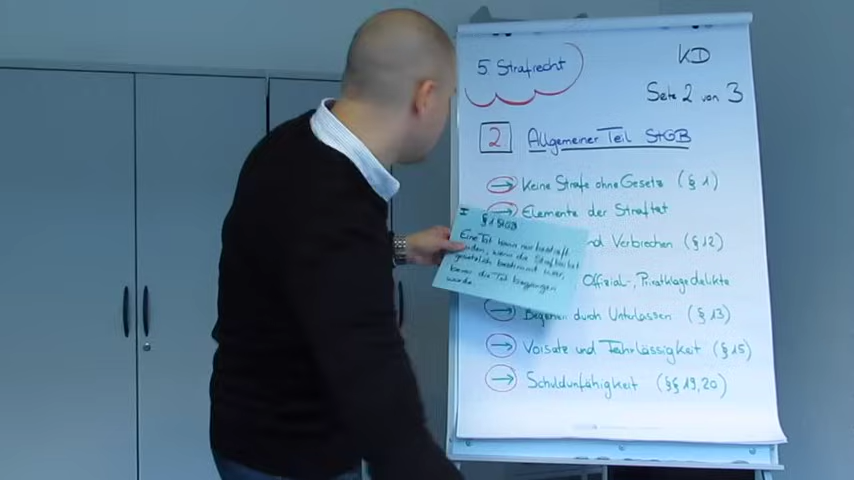 5 Strafrecht
KD
Seite 2 von 3
2 Allgemeiner Teil StGB
→ Keine Strafe ohne Gesetz (§ 1)
→ Elemente der Straftat
und Verbrechen (§ 12)
Offizial-, Privatklagedelikte
→ Begehen durch Unterlassen (§ 13)
→ Vorsatz und Fahrlässigkeit (§ 15)
→ Schuldunfähigkeit (§§ 19, 20)
I § 1 StGB
Eine Tat kann nur bestraft
werden, wenn die Strafbarkeit
gesetzlich bestimmt war,
bevor die Tat begangen
wurde.